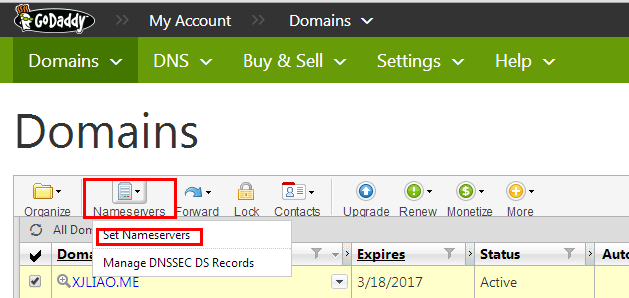 GoDaddy My Account Domains
Domains DNS Buy & Sell Settings Help
Domains
Organize Nameservers Forward Lock Contacts Upgrade Renew Monetize More
All Dom
Set Nameservers
Expires Status Auto
Manage DNSSEC DS Records
XJLIAO.ME 3/18/2017 Active